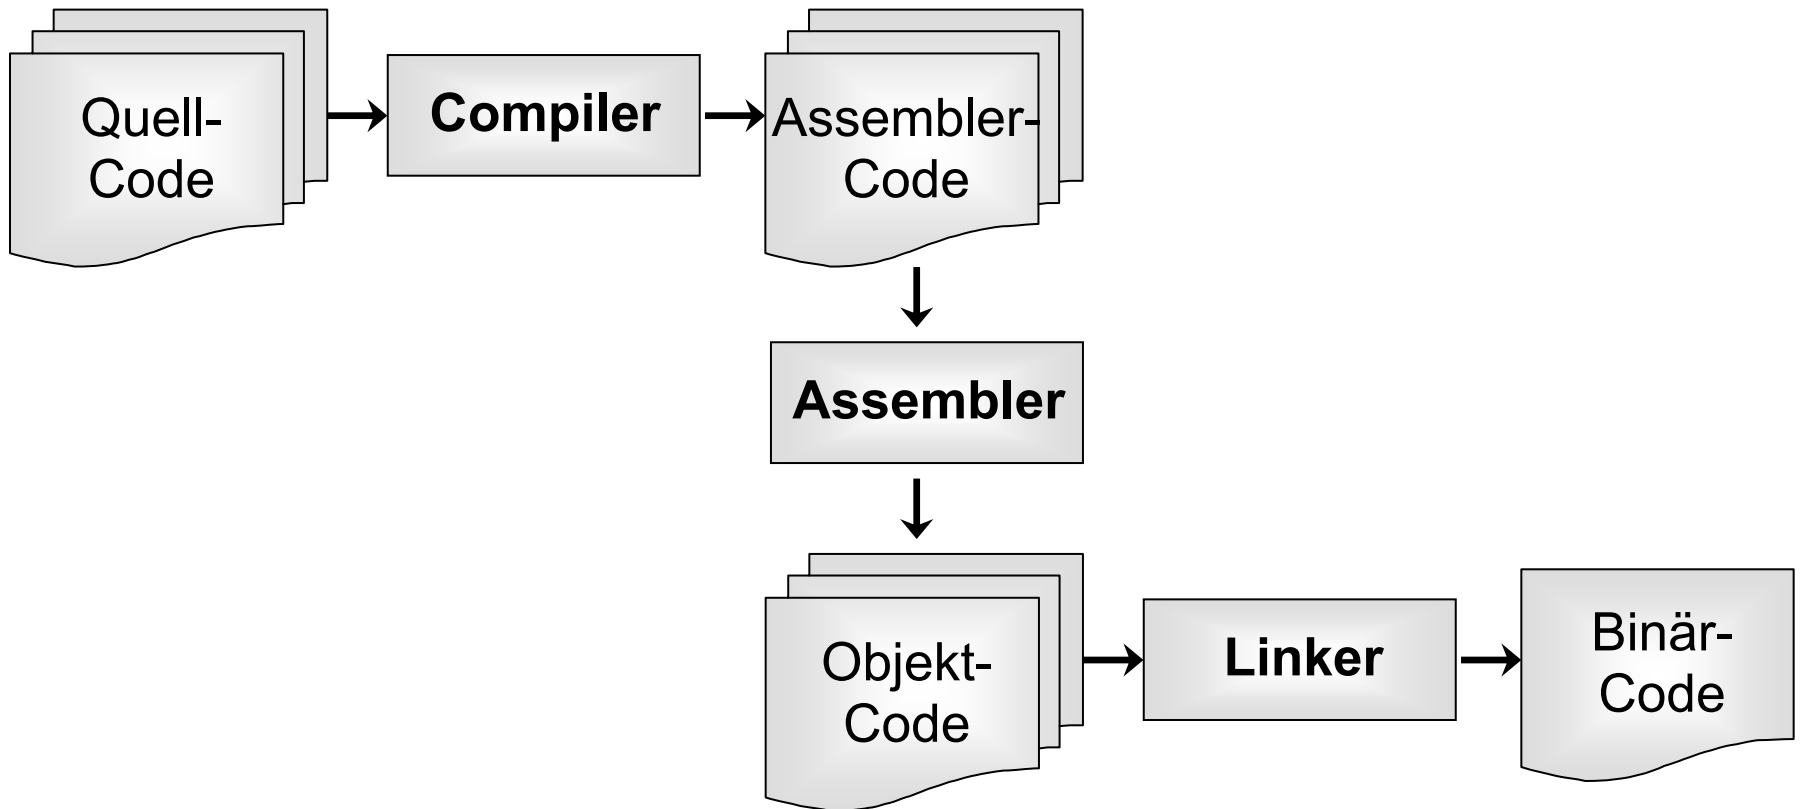 Quell-
Code
Compiler
Assembler-
Code
Assembler
Objekt-
Code
Linker
Binär-
Code